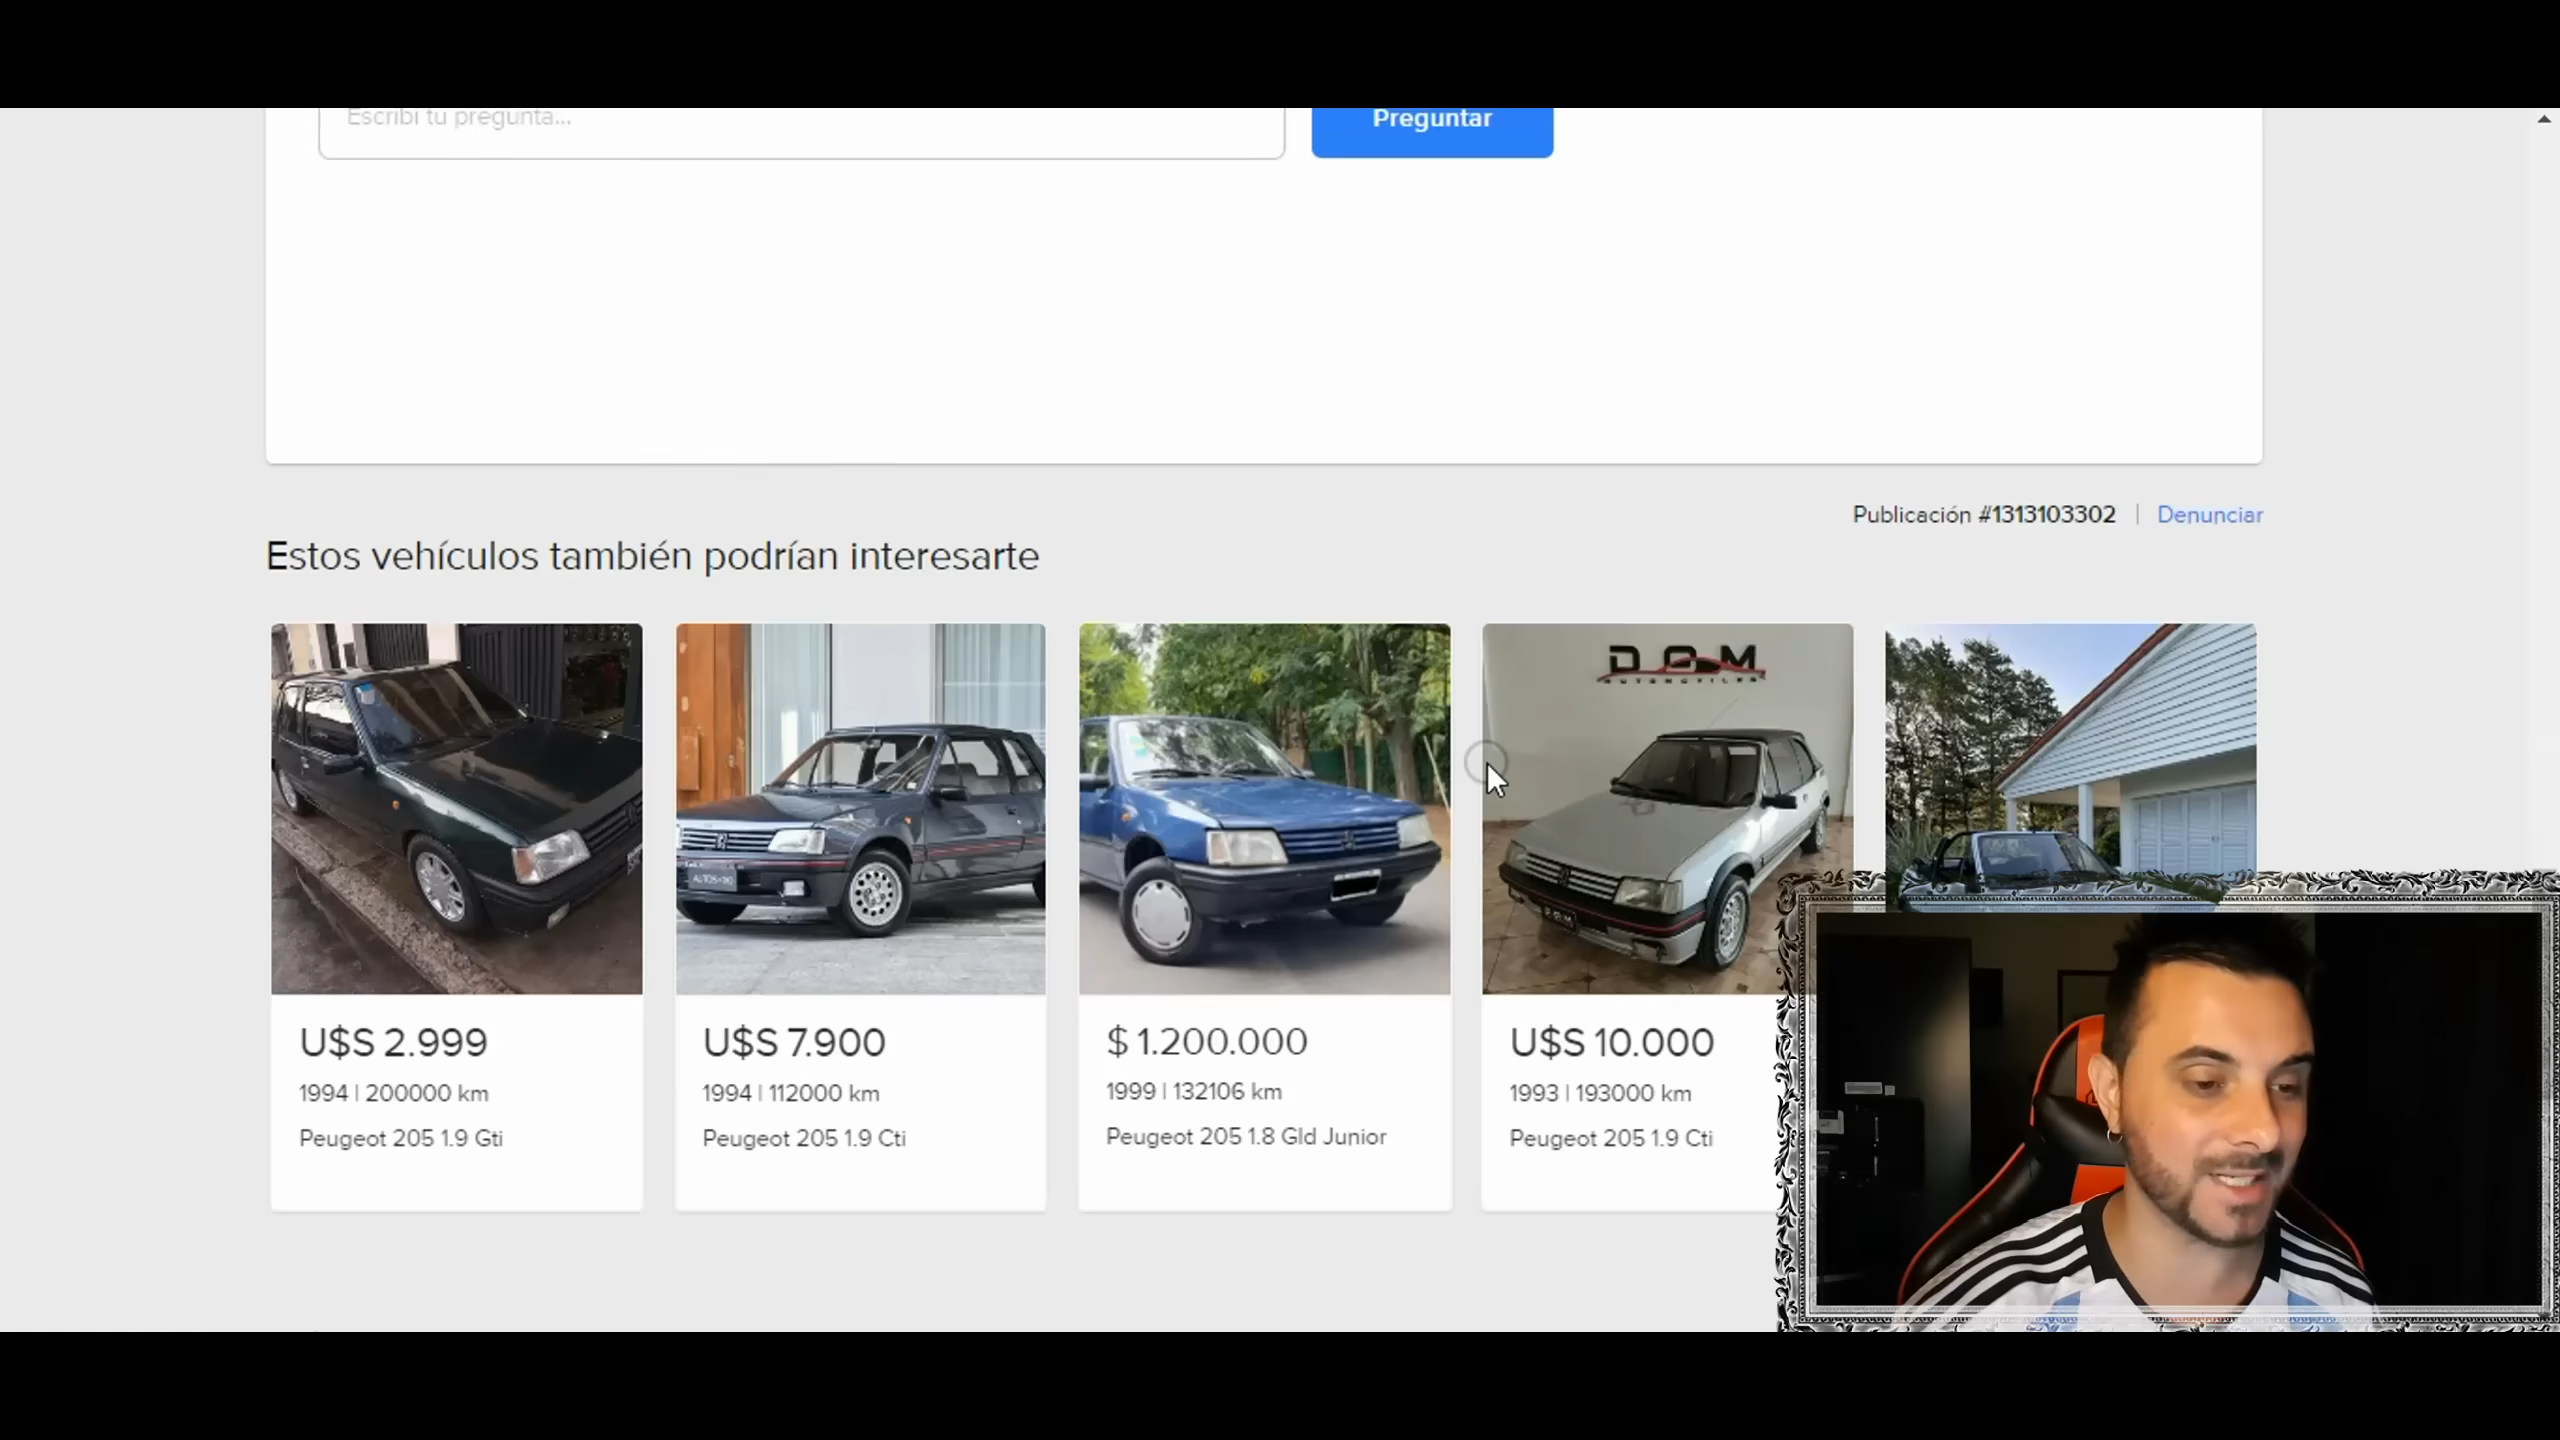 Escribí tu pregunta...
Preguntar
Publicación #1313103302 | Denunciar
Estos vehículos también podrían interesarte
DOM
AUTOMÓVILES
U$S 2.999
1994 | 200000 km
Peugeot 205 1.9 Gti
U$S 7.900
1994 | 112000 km
Peugeot 205 1.9 Cti
$ 1.200.000
1999 | 132106 km
Peugeot 205 1.8 Gld Junior
U$S 10.000
1993 | 193000 km
Peugeot 205 1.9 Cti